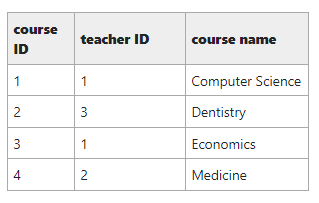 course ID teacher ID course name
1 1 Computer Science
2 3 Dentistry
3 1 Economics
4 2 Medicine